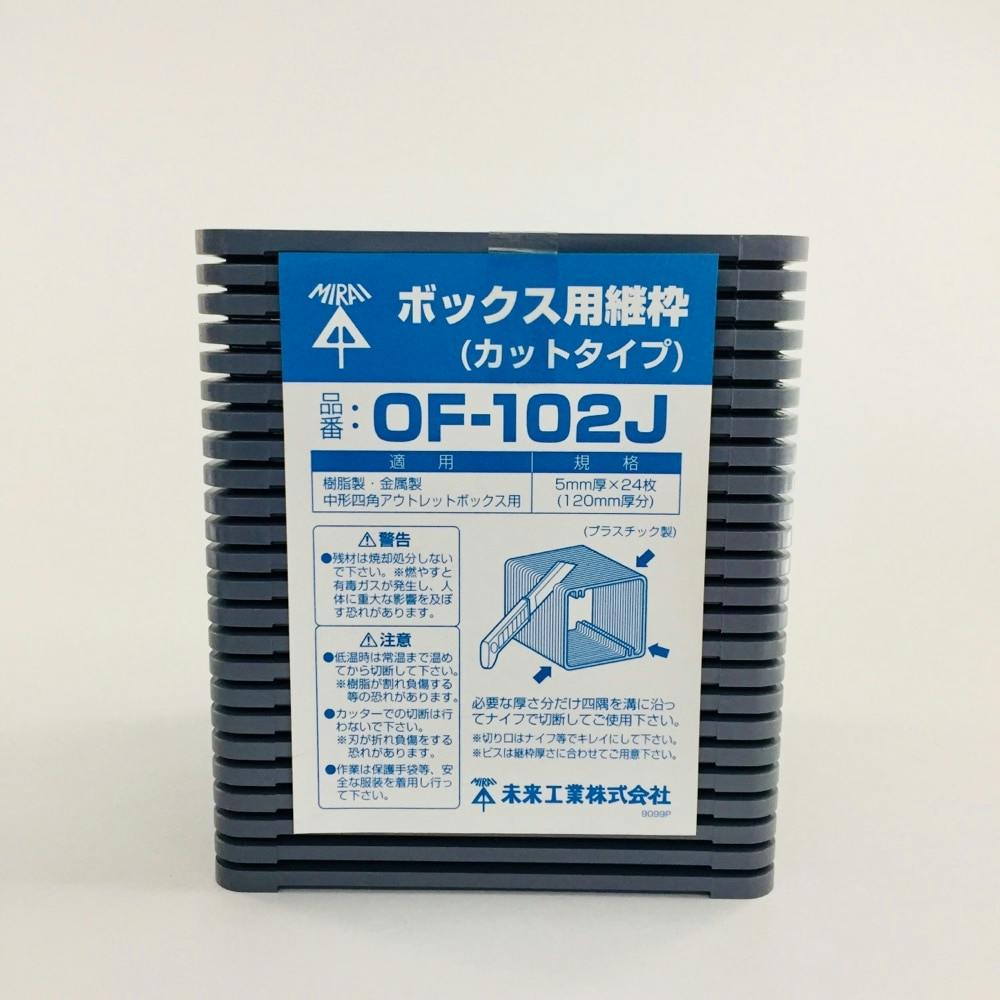 MIRAI
ボックス用継枠
(カットタイプ)
品番：OF-102J
適用 規格
樹脂製・金属製
中形四角アウトレットボックス用
5mm厚×24枚
(120mm厚分)
⚠警告
●残材は焼却処分しない
で下さい。※燃やすと
有毒ガスが発生し、人
体に重大な影響を及ぼ
す恐れがあります。
⚠注意
●低温時は常温まで温め
てから切断して下さい。
※樹脂が割れ負傷する
等の恐れがあります。
●カッターでの切断は行
わないで下さい。
※刃が折れ負傷をする
恐れがあります。
●作業は保護手袋等、安
全な服装を着用し行っ
て下さい。
(プラスチック製)
必要な厚さ分だけ四隅を溝に沿っ
てナイフで切断してご使用下さい。
※切り口はナイフ等でキレイにして下さい。
※ビスは継枠厚さに合わせてご用意下さい。
MIRAI 未来工業株式会社
9099P